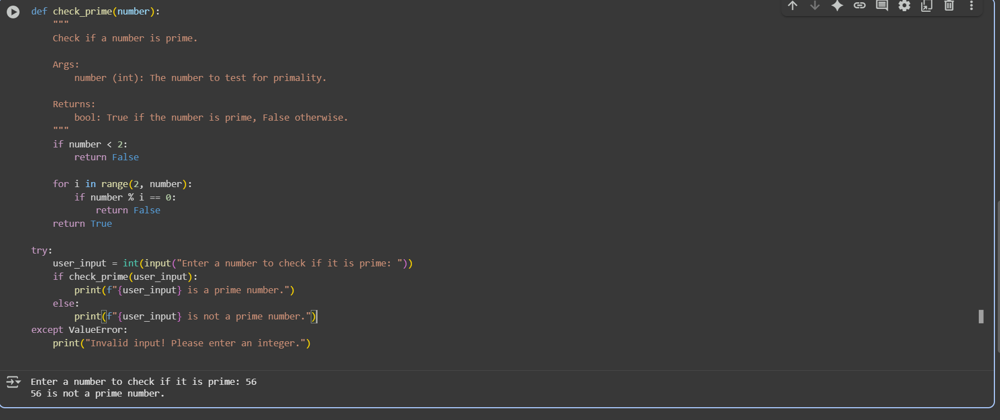 def check_prime(number):
    """
    Check if a number is prime.

    Args:
        number (int): The number to test for primality.

    Returns:
        bool: True if the number is prime, False otherwise.
    """
    if number < 2:
        return False

    for i in range(2, number):
        if number % i == 0:
            return False
    return True

try:
    user_input = int(input("Enter a number to check if it is prime: "))
    if check_prime(user_input):
        print(f"{user_input} is a prime number.")
    else:
        print(f"{user_input} is not a prime number.")
except ValueError:
    print("Invalid input! Please enter an integer.")

Enter a number to check if it is prime: 56
56 is not a prime number.